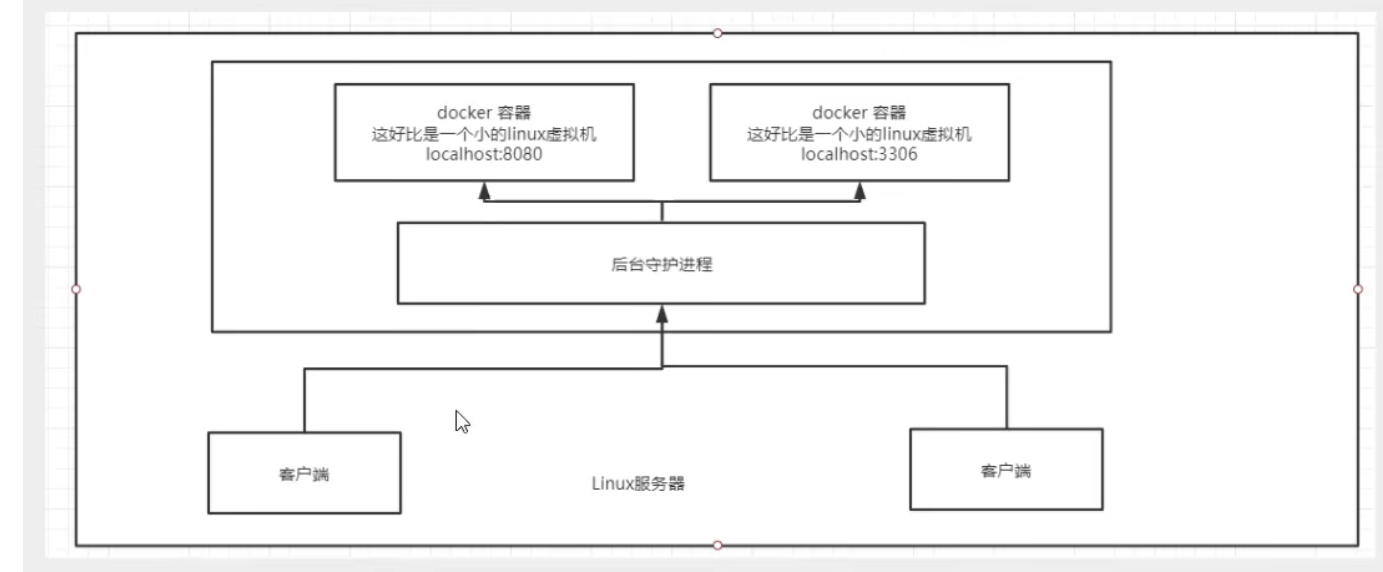 docker 容器
这好比是一个小的linux虚拟机
localhost:8080
docker 容器
这好比是一个小的linux虚拟机
localhost:3306
后台守护进程
客户端
Linux服务器
客户端